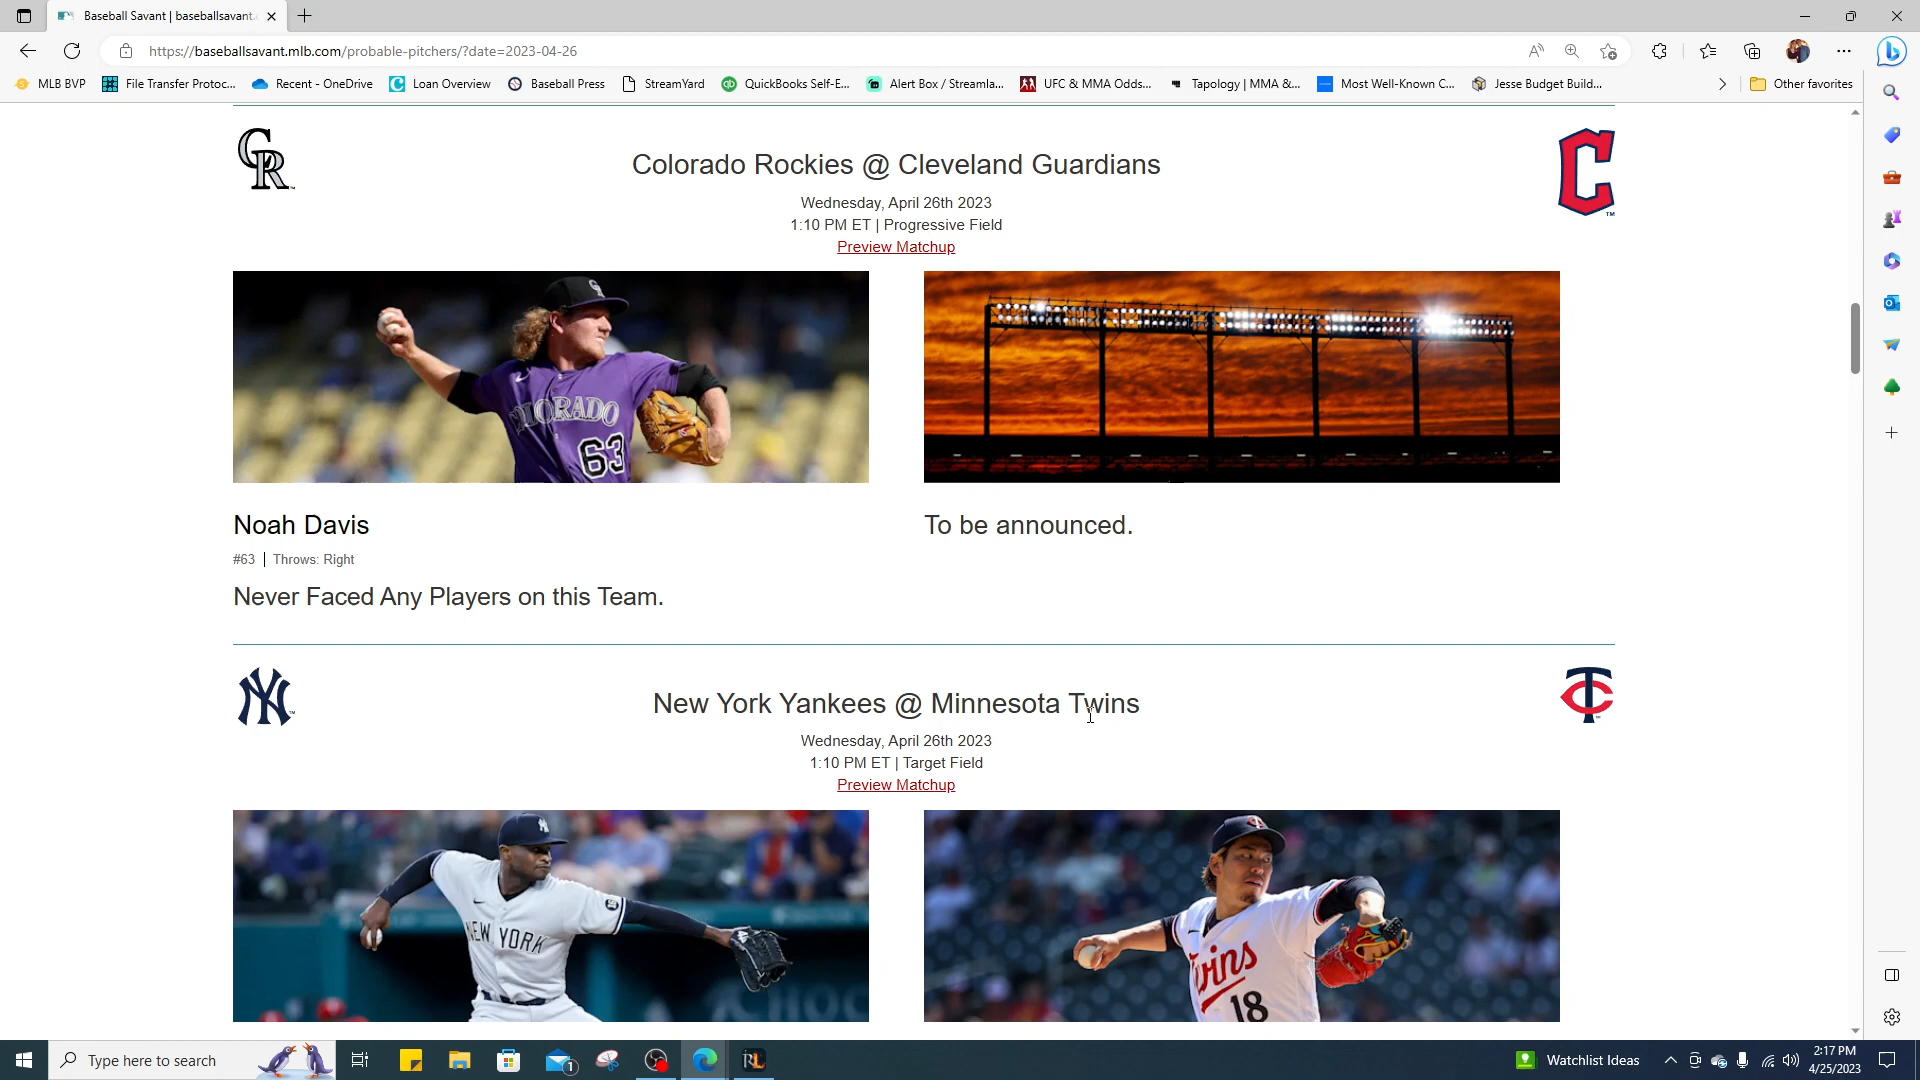 Baseball Savant | baseballsavant.
https://baseballsavant.mlb.com/probable-pitchers/?date=2023-04-26
MLB BVP
File Transfer Protoc...
Recent - OneDrive
Loan Overview
Baseball Press
StreamYard
QuickBooks Self-E...
Alert Box / Streamla...
UFC & MMA Odds...
Tapology | MMA &...
Most Well-Known C...
Jesse Budget Build...
Other favorites
CR
Colorado Rockies @ Cleveland Guardians
C
Wednesday, April 26th 2023
1:10 PM ET | Progressive Field
Preview Matchup
COLORADO
63
Noah Davis
#63 | Throws: Right
Never Faced Any Players on this Team.
To be announced.
NY
New York Yankees @ Minnesota Twins
TC
Wednesday, April 26th 2023
1:10 PM ET | Target Field
Preview Matchup
NEW YORK
Twins
18
Type here to search
1
RL
Watchlist Ideas
2:17 PM
4/25/2023